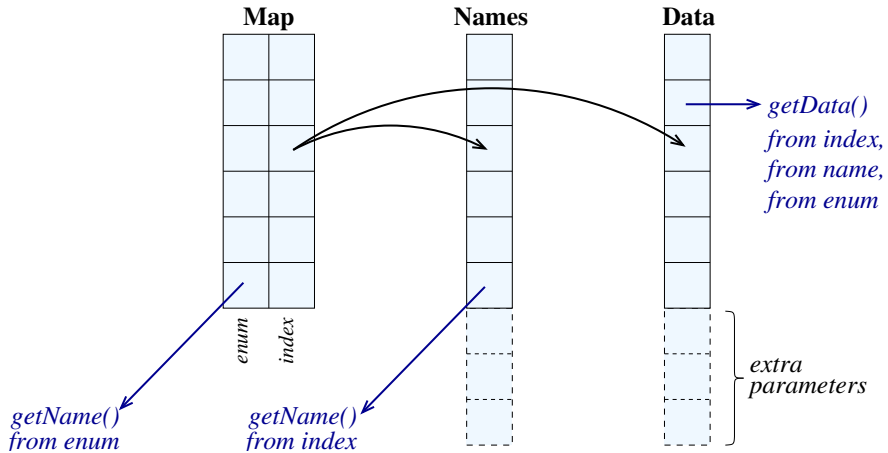 Map
Names
Data
getData()
from index,
from name,
from enum
enum
index
extra
parameters
getName()
from enum
getName()
from index